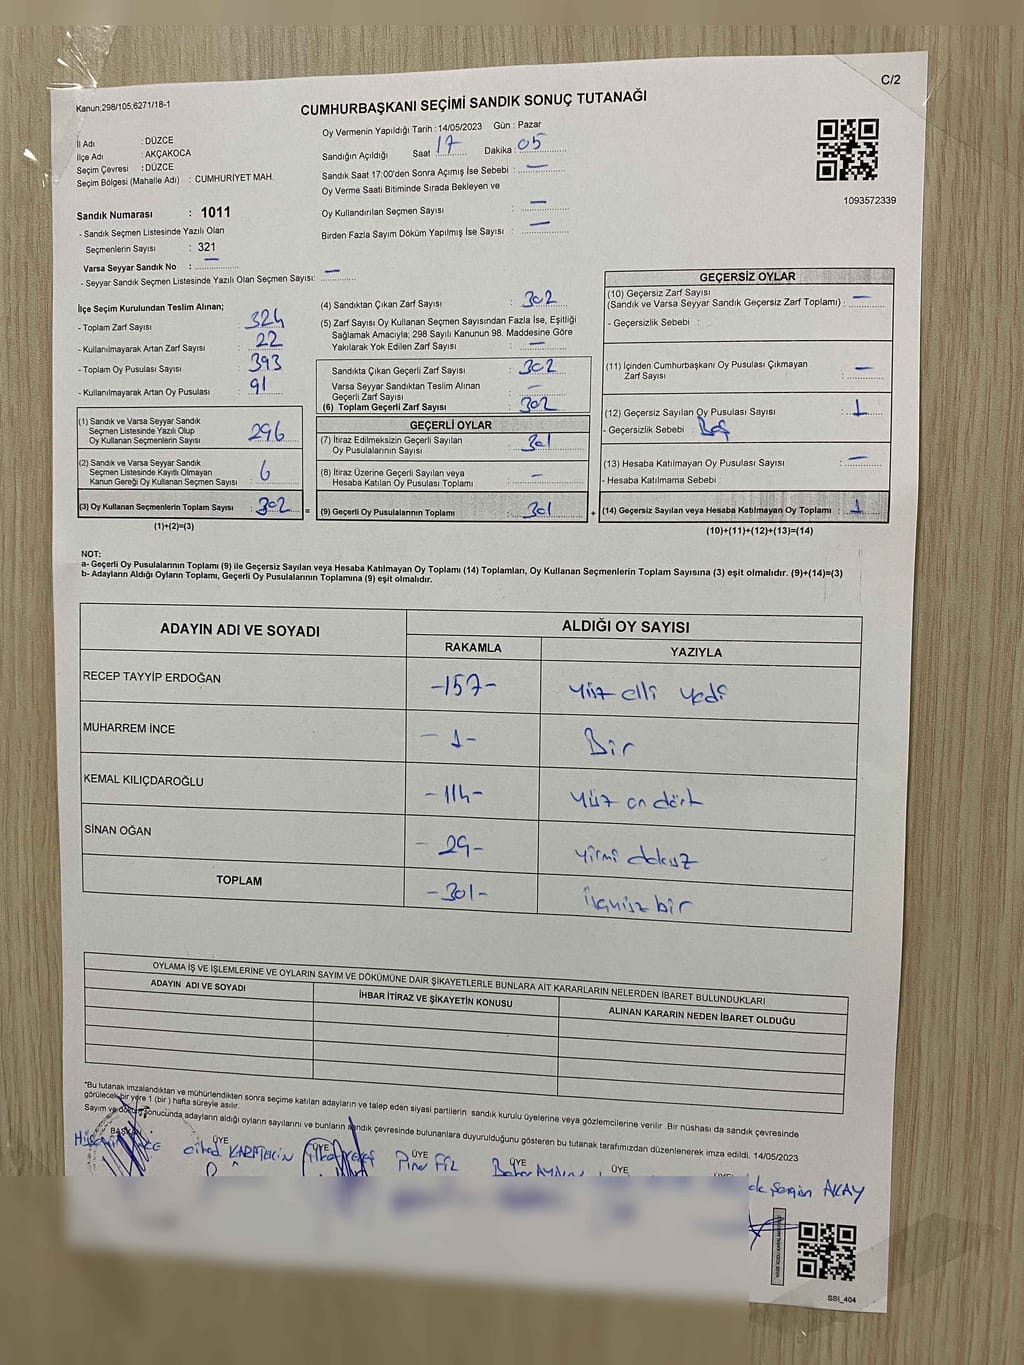 C/2
Kanun;298/105,6271/18-1
CUMHURBAŞKANI SEÇİMİ SANDIK SONUÇ TUTANAĞI
İl Adı : DÜZCE
İlçe Adı : AKÇAKOCA
Seçim Çevresi : DÜZCE
Seçim Bölgesi (Mahalle Adı) : CUMHURİYET MAH.
Oy Vermenin Yapıldığı Tarih :14/05/2023 Gün : Pazar
Sandığın Açıldığı Saat 17 Dakika : 05
Sandık Saat 17:00'den Sonra Açımış İse Sebebi : —
Oy Verme Saati Bitiminde Sırada Bekleyen ve
Oy Kullandırılan Seçmen Sayısı : —
Birden Fazla Sayım Döküm Yapılmış İse Sayısı : —
1093572339
Sandık Numarası : 1011
- Sandık Seçmen Listesinde Yazılı Olan
Seçmenlerin Sayısı : 321
Varsa Seyyar Sandık No : —
- Seyyar Sandık Seçmen Listesinde Yazılı Olan Seçmen Sayısı: —
İlçe Seçim Kurulundan Teslim Alınan;
- Toplam Zarf Sayısı : 324
- Kullanılmayarak Artan Zarf Sayısı : 22
- Toplam Oy Pusulası Sayısı : 393
- Kullanılmayarak Artan Oy Pusulası : 91
(1) Sandık ve Varsa Seyyar Sandık
Seçmen Listesinde Yazılı Olup
Oy Kullanan Seçmenlerin Sayısı : 296
(2) Sandık ve Varsa Seyyar Sandık
Seçmen Listesinde Kayıtlı Olmayan
Kanun Gereği Oy Kullanan Seçmen Sayısı : 6
(3) Oy Kullanan Seçmenlerin Toplam Sayısı : 302
(1)+(2)=(3)
(4) Sandıktan Çıkan Zarf Sayısı : 302
(5) Zarf Sayısı Oy Kullanan Seçmen Sayısından Fazla İse, Eşitliği
Sağlamak Amacıyla; 298 Sayılı Kanunun 98. Maddesine Göre
Yakılarak Yok Edilen Zarf Sayısı : —
Sandıkta Çıkan Geçerli Zarf Sayısı : 302
Varsa Seyyar Sandıktan Teslim Alınan
Geçerli Zarf Sayısı : —
(6) Toplam Geçerli Zarf Sayısı : 302
GEÇERLİ OYLAR
(7) İtiraz Edilmeksizin Geçerli Sayılan
Oy Pusulalarının Sayısı : 301
(8) İtiraz Üzerine Geçerli Sayılan veya
Hesaba Katılan Oy Pusulası Toplamı : —
= (9) Geçerli Oy Pusulalarının Toplamı : 301
GEÇERSİZ OYLAR
(10) Geçersiz Zarf Sayısı
(Sandık ve Varsa Seyyar Sandık Geçersiz Zarf Toplamı) : —
- Geçersizlik Sebebi :
(11) İçinden Cumhurbaşkanı Oy Pusulası Çıkmayan
Zarf Sayısı : —
(12) Geçersiz Sayılan Oy Pusulası Sayısı : 1
- Geçersizlik Sebebi : Boş
(13) Hesaba Katılmayan Oy Pusulası Sayısı : —
- Hesaba Katılmama Sebebi :
+ (14) Geçersiz Sayılan veya Hesaba Katılmayan Oy Toplamı : 1
(10)+(11)+(12)+(13)=(14)
NOT:
a- Geçerli Oy Pusulalarının Toplamı (9) ile Geçersiz Sayılan veya Hesaba Katılmayan Oy Toplamı (14) Toplamları, Oy Kullanan Seçmenlerin Toplam Sayısına (3) eşit olmalıdır. (9)+(14)=(3)
b- Adayların Aldığı Oyların Toplamı, Geçerli Oy Pusulalarının Toplamına (9) eşit olmalıdır.
ADAYIN ADI VE SOYADI
ALDIĞI OY SAYISI
RAKAMLA
YAZIYLA
RECEP TAYYİP ERDOĞAN -157- yüz elli yedi
MUHARREM İNCE -1- Bir
KEMAL KILIÇDAROĞLU -114- yüz on dört
SİNAN OĞAN -29- yirmi dokuz
TOPLAM -301- üçyüz bir
OYLAMA İŞ VE İŞLEMLERİNE VE OYLARIN SAYIM VE DÖKÜMÜNE DAİR ŞİKAYETLERLE BUNLARA AİT KARARLARIN NELERDEN İBARET BULUNDUKLARI
ADAYIN ADI VE SOYADI
İHBAR İTİRAZ VE ŞİKAYETİN KONUSU
ALINAN KARARIN NEDEN İBARET OLDUĞU
*Bu tutanak imzalandıktan ve mühürlendikten sonra seçime katılan adayların ve talep eden siyasi partilerin sandık kurulu üyelerine veya gözlemcilerine verilir .Bir nüshası da sandık çevresinde
görülecek bir yere 1 (bir ) hafta süreyle asılır.
Sayım ve döküm sonucunda adayların aldığı oyların sayılarını ve bunların sandık çevresinde bulunanlara duyurulduğunu gösteren bu tutanak tarafımızdan düzenlenerek imza edildi. 14/05/2023
BAŞKAN ÜYE ÜYE ÜYE ÜYE ÜYE
Pınar FİL
AKAY
SSI_404